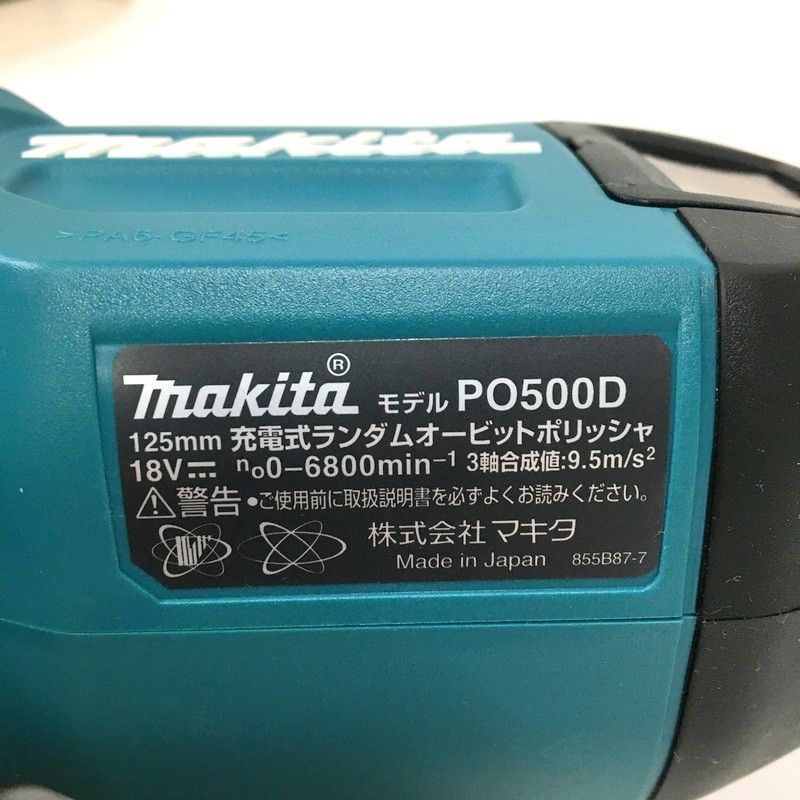 makita
>PA6-GF45<
makita®
モデル PO500D
125mm 充電式ランダムオービットポリッシャ
18V⎓ n₀0-6800min⁻¹ 3軸合成値:9.5m/s²
⚠警告 •ご使用前に取扱説明書を必ずよくお読みください。
株式会社 マキタ
Made in Japan 855B87-7